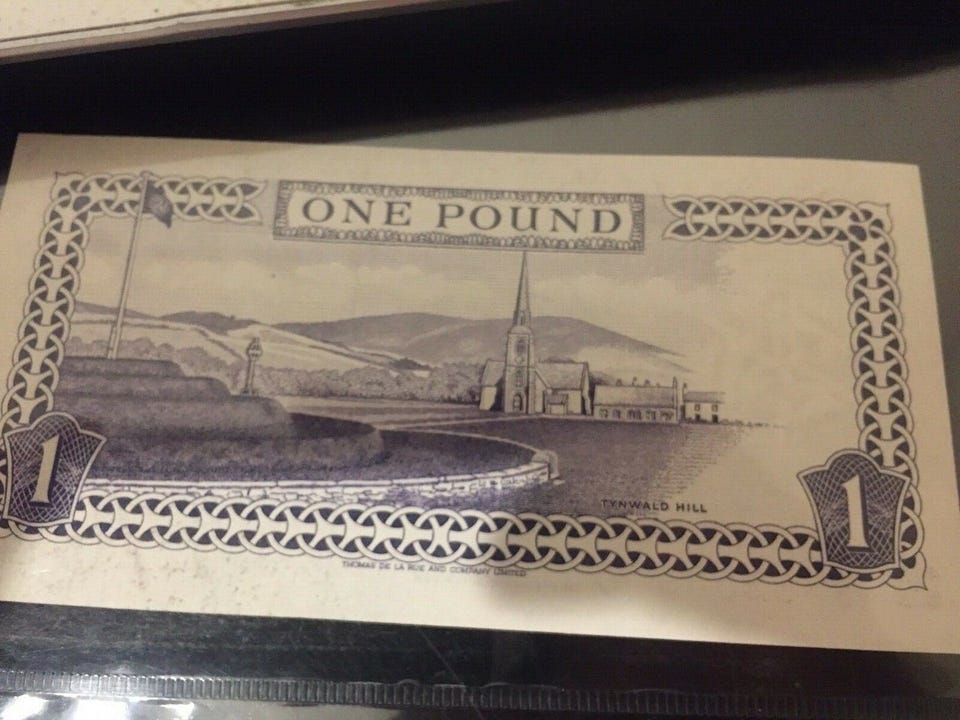 ONE POUND
1
1
TYNWALD HILL
THOMAS DE LA RUE AND COMPANY LIMITED